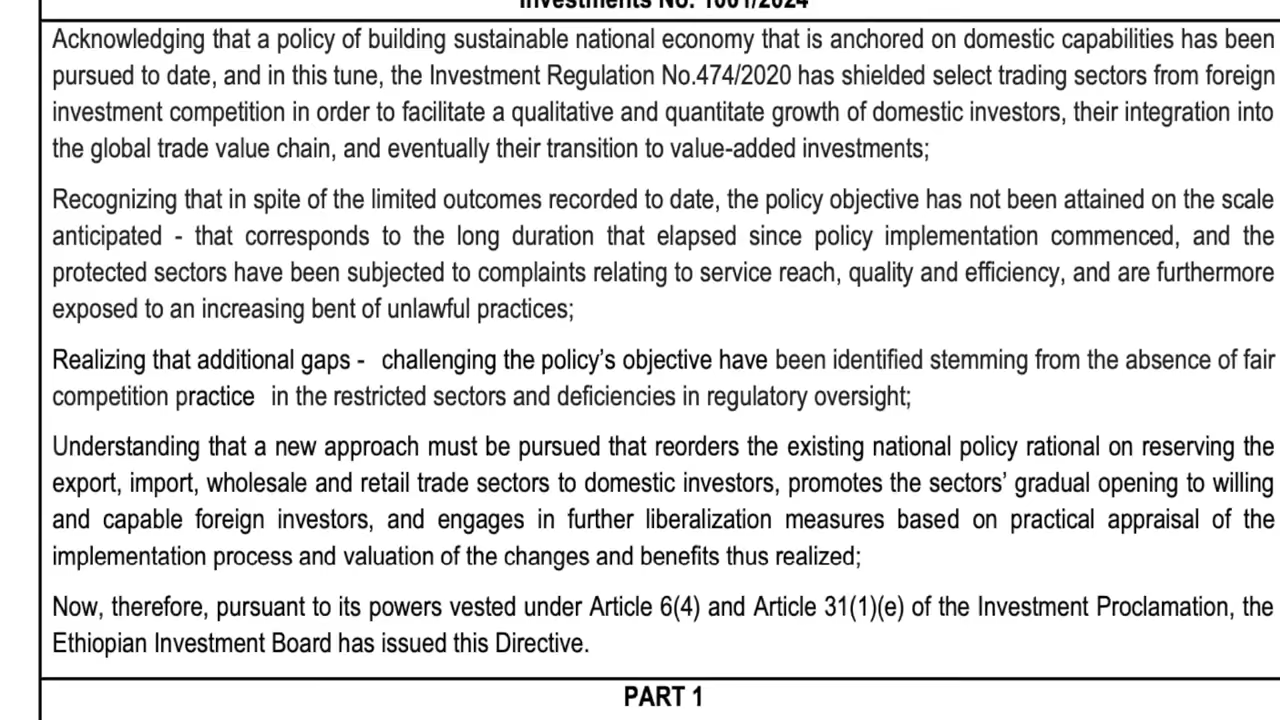 Investments No. 1001/2024
Acknowledging that a policy of building sustainable national economy that is anchored on domestic capabilities has been
pursued to date, and in this tune, the Investment Regulation No.474/2020 has shielded select trading sectors from foreign
investment competition in order to facilitate a qualitative and quantitate growth of domestic investors, their integration into
the global trade value chain, and eventually their transition to value-added investments;
Recognizing that in spite of the limited outcomes recorded to date, the policy objective has not been attained on the scale
anticipated - that corresponds to the long duration that elapsed since policy implementation commenced, and the
protected sectors have been subjected to complaints relating to service reach, quality and efficiency, and are furthermore
exposed to an increasing bent of unlawful practices;
Realizing that additional gaps - challenging the policy's objective have been identified stemming from the absence of fair
competition practice in the restricted sectors and deficiencies in regulatory oversight;
Understanding that a new approach must be pursued that reorders the existing national policy rational on reserving the
export, import, wholesale and retail trade sectors to domestic investors, promotes the sectors' gradual opening to willing
and capable foreign investors, and engages in further liberalization measures based on practical appraisal of the
implementation process and valuation of the changes and benefits thus realized;
Now, therefore, pursuant to its powers vested under Article 6(4) and Article 31(1)(e) of the Investment Proclamation, the
Ethiopian Investment Board has issued this Directive.
PART 1